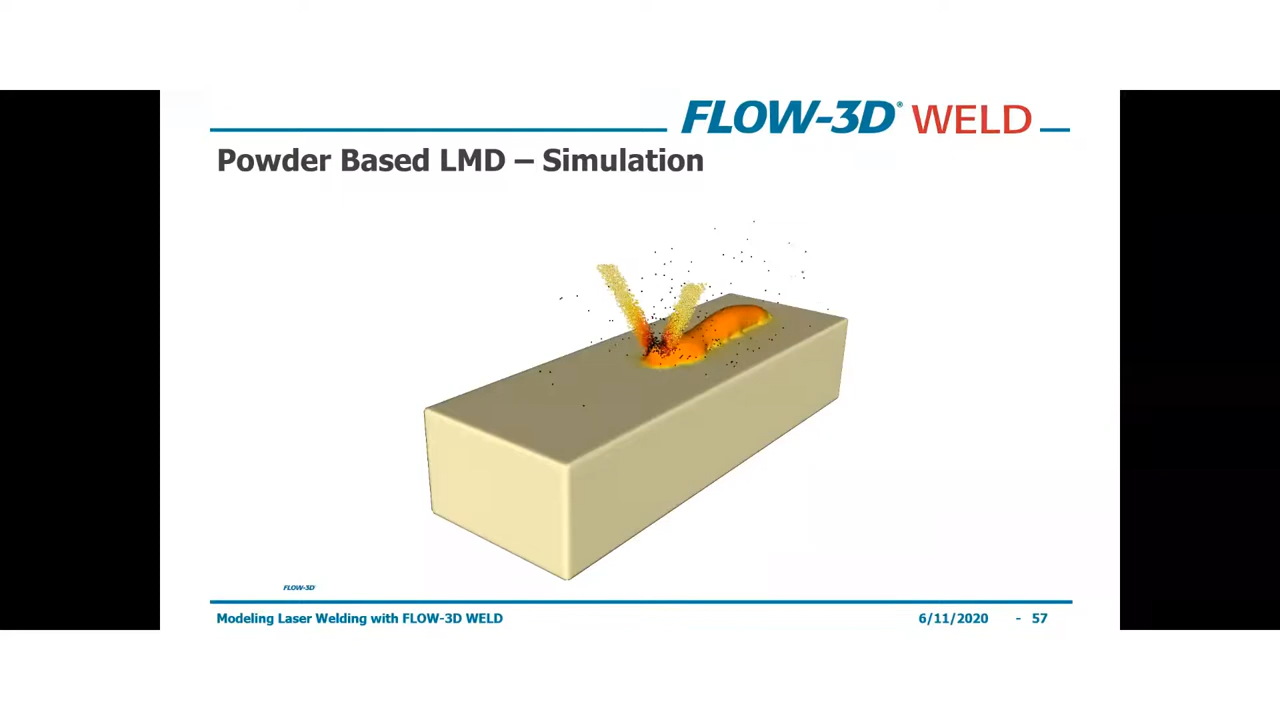 FLOW-3D® WELD
Powder Based LMD – Simulation
FLOW-3D
Modeling Laser Welding with FLOW-3D WELD
6/11/2020 - 57